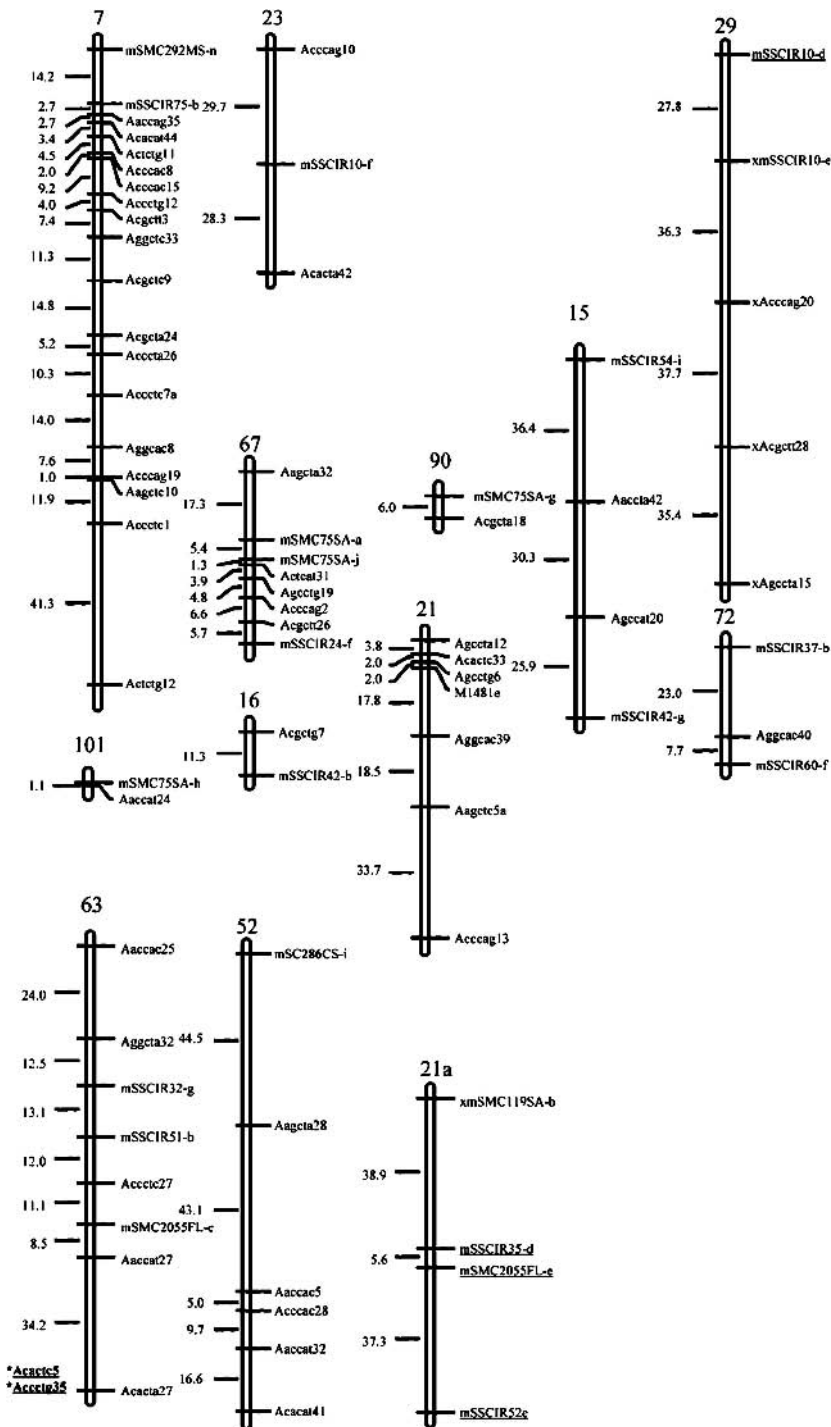 7
mSMC292MS-n
14.2
mSSCIR75-b
2.7
Aaccag35
2.7
Acacat44
3.4
Actctg11
4.5
Acccac8
2.0
Acccac15
9.2
Accctg12
4.0
Acgctt3
7.4
Aggctc33
11.3
Acgctc9
14.8
Acgcta24
5.2
Acccta26
10.3
Accctc7a
14.0
Aggcac8
7.6
Acccag19
1.0
Aagctc10
11.9
Accctc1
41.3
Actctg12
23
Acccag10
29.7
mSSCIR10-f
28.3
Acacta42
29
mSSCIR10-d
27.8
xmSSCIR10-e
36.3
xAcccag20
37.7
xAcgctt28
35.4
xAgccta15
15
mSSCIR54-i
36.4
Aaccta42
30.3
Agccat20
25.9
mSSCIR42-g
67
Aagcta32
17.3
mSMC75SA-a
5.4
mSMC75SA-j
1.3
Actcat31
3.9
Agcctg19
4.8
Acccag2
6.6
Acgctt26
5.7
mSSCIR24-f
90
mSMC75SA-g
6.0
Acgcta18
21
Agccta12
3.8
Acactc33
2.0
Agcctg6
2.0
M1481e
17.8
Aggcac39
18.5
Aagctc5a
33.7
Acccag13
72
mSSCIR37-b
23.0
Aggcac40
7.7
mSSCIR60-f
101
mSMC75SA-h
1.1
Aaccat24
16
Acgctg7
11.3
mSSCIR42-b
63
Aaccac25
24.0
Aggcta32
12.5
mSSCIR32-g
13.1
mSSCIR51-b
12.0
Accctc27
11.1
mSMC2055FL-c
8.5
Aaccat27
34.2
*Acactc5
*Accctg35
Acacta27
52
mSC286CS-i
44.5
Aagcta28
43.1
Aaccac5
5.0
Acccac28
9.7
Aaccat32
16.6
Acacat41
21a
xmSMC119SA-b
38.9
mSSCIR35-d
5.6
mSMC2055FL-e
37.3
mSSCIR52c